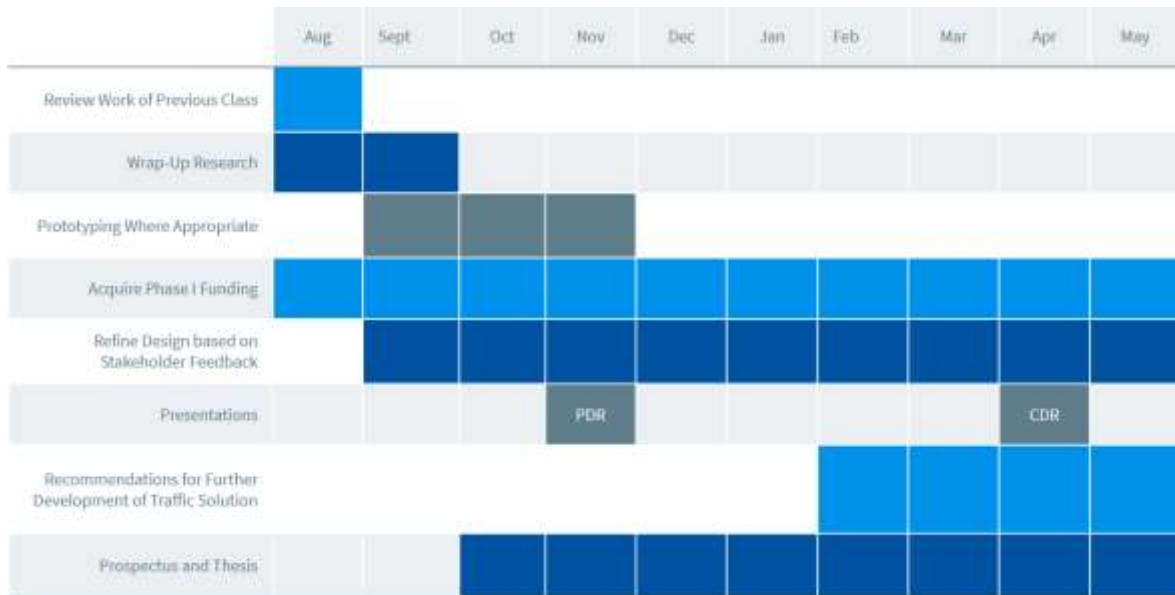 Aug Sept Oct Nov Dec Jan Feb Mar Apr May
Review Work of Previous Class
Wrap-Up Research
Prototyping Where Appropriate
Acquire Phase I Funding
Refine Design based on
Stakeholder Feedback
Presentations PDR CDR
Recommendations for Further
Development of Traffic Solution
Prospectus and Thesis